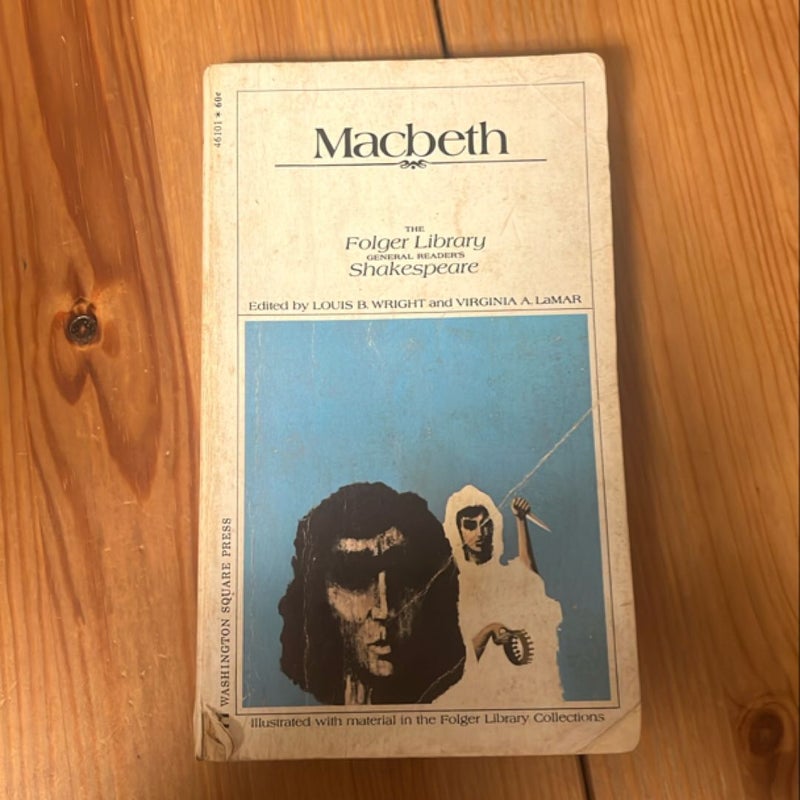 46101 * 60¢
Macbeth
THE
Folger Library
GENERAL READER'S
Shakespeare
Edited by LOUIS B. WRIGHT and VIRGINIA A. LaMAR
WASHINGTON SQUARE PRESS
Illustrated with material in the Folger Library Collections